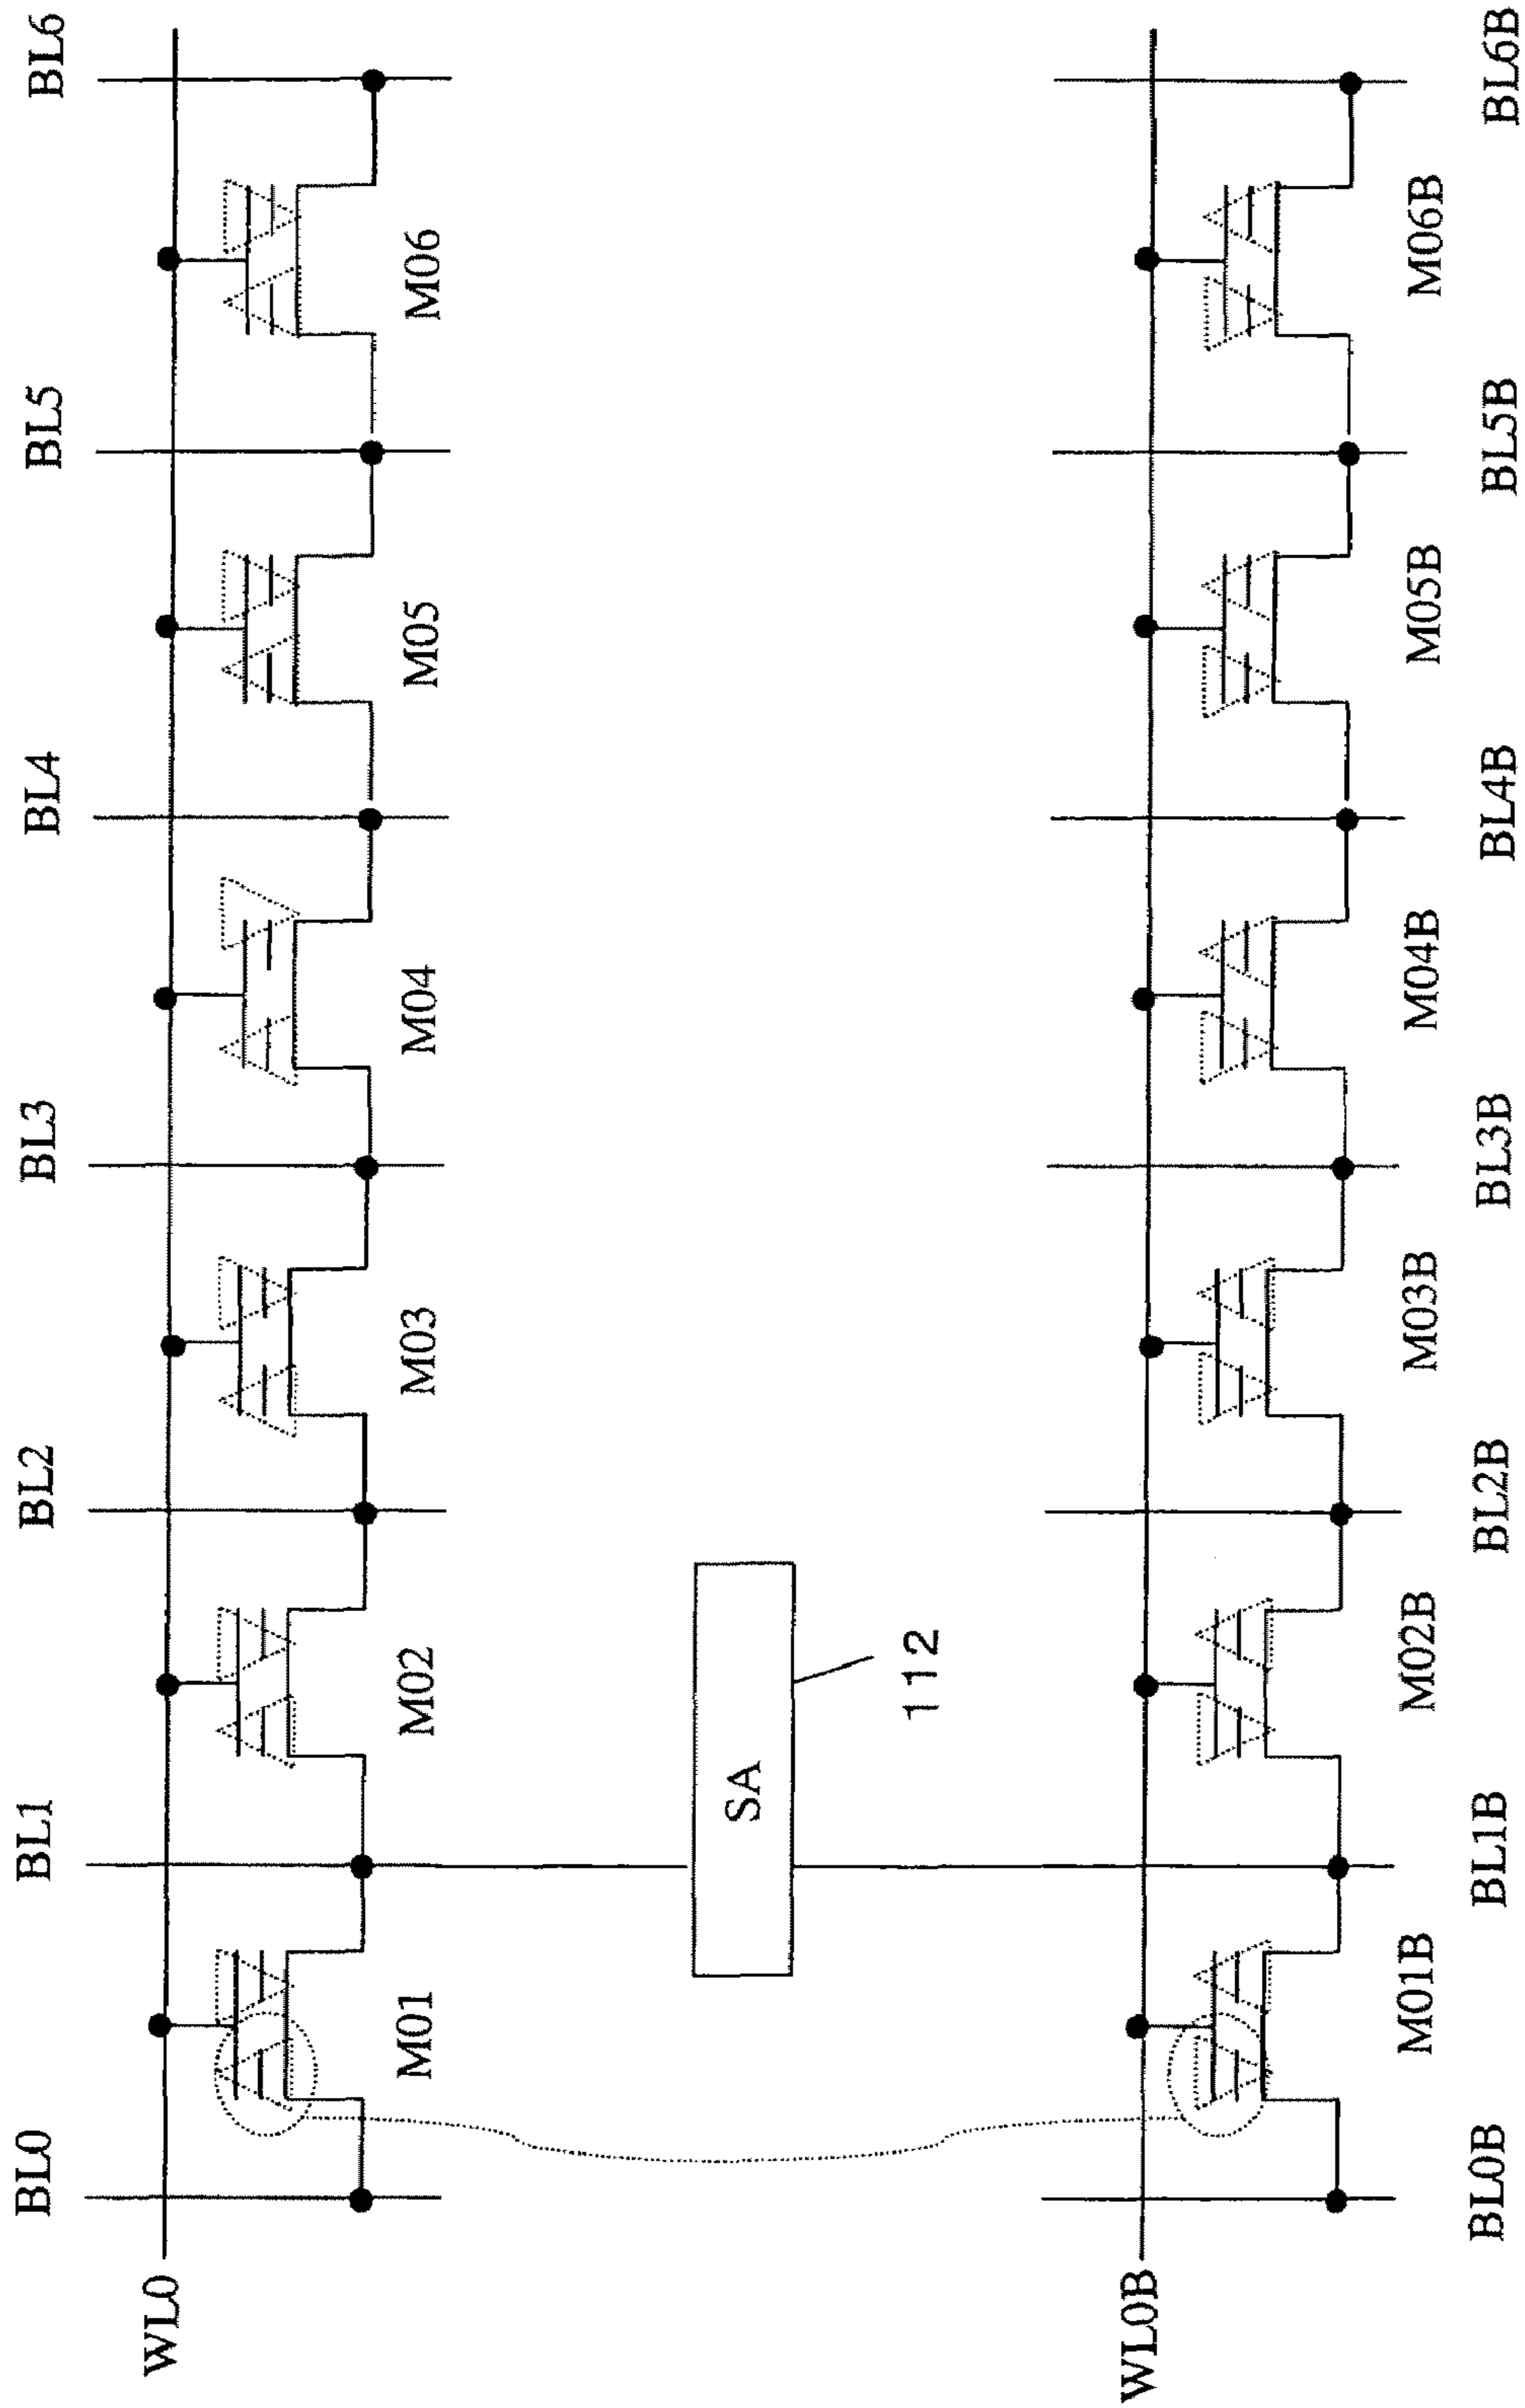 BL0 BL1 BL2 BL3 BL4 BL5 BL6
WL0
M01 M02 M03 M04 M05 M06
SA
112
WL0B
M01B M02B M03B M04B M05B M06B
BL0B BL1B BL2B BL3B BL4B BL5B BL6B